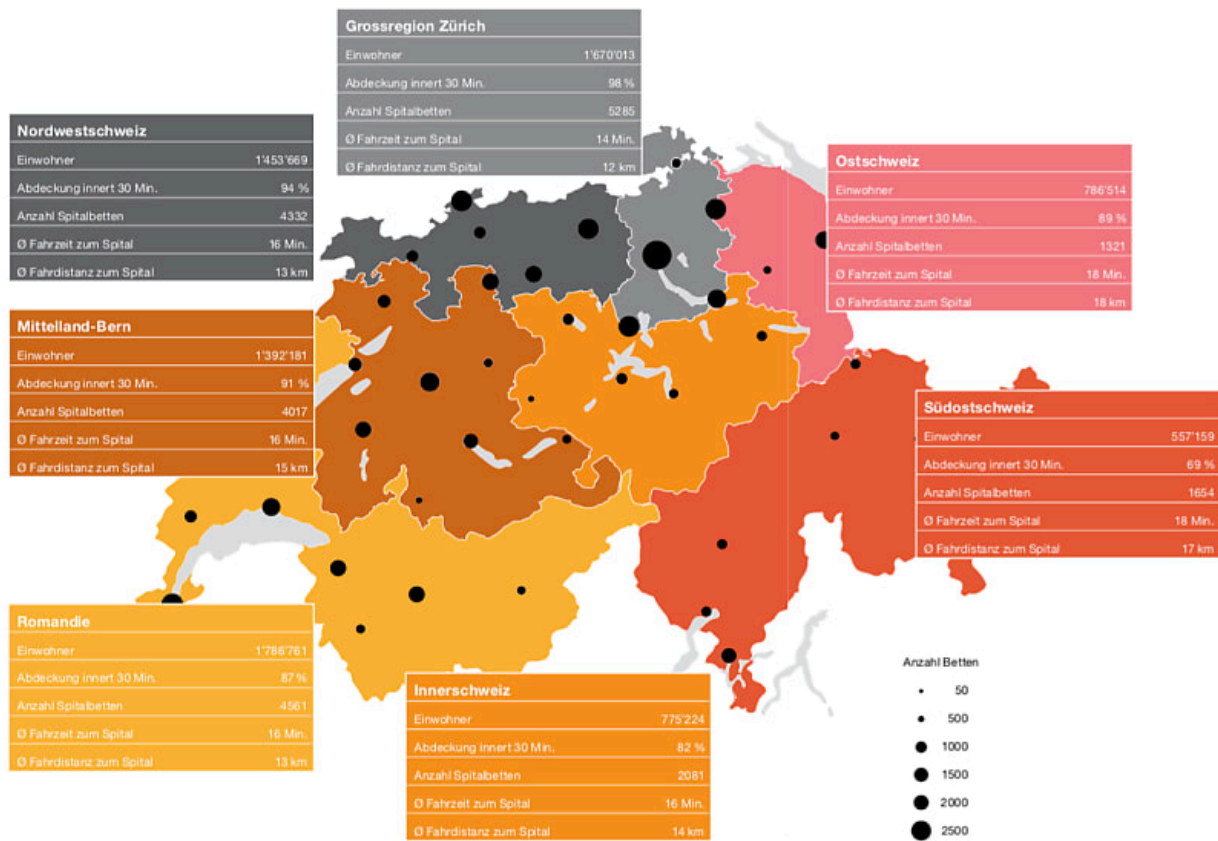 Grossregion Zürich
Einwohner 1'670'013
Abdeckung innert 30 Min. 98 %
Anzahl Spitalbetten 5285
Ø Fahrzeit zum Spital 14 Min.
Ø Fahrdistanz zum Spital 12 km
Nordwestschweiz
Einwohner 1'453'669
Abdeckung innert 30 Min. 94 %
Anzahl Spitalbetten 4332
Ø Fahrzeit zum Spital 16 Min.
Ø Fahrdistanz zum Spital 13 km
Ostschweiz
Einwohner 786'514
Abdeckung innert 30 Min. 89 %
Anzahl Spitalbetten 1321
Ø Fahrzeit zum Spital 18 Min.
Ø Fahrdistanz zum Spital 18 km
Mittelland-Bern
Einwohner 1'392'181
Abdeckung innert 30 Min. 91 %
Anzahl Spitalbetten 4017
Ø Fahrzeit zum Spital 16 Min.
Ø Fahrdistanz zum Spital 15 km
Südostschweiz
Einwohner 557'159
Abdeckung innert 30 Min. 69 %
Anzahl Spitalbetten 1654
Ø Fahrzeit zum Spital 18 Min.
Ø Fahrdistanz zum Spital 17 km
Romandie
Einwohner 1'786'761
Abdeckung innert 30 Min. 87 %
Anzahl Spitalbetten 4561
Ø Fahrzeit zum Spital 16 Min.
Ø Fahrdistanz zum Spital 13 km
Innerschweiz
Einwohner 775'224
Abdeckung innert 30 Min. 82 %
Anzahl Spitalbetten 2081
Ø Fahrzeit zum Spital 16 Min.
Ø Fahrdistanz zum Spital 14 km
Anzahl Betten
50
500
1000
1500
2000
2500